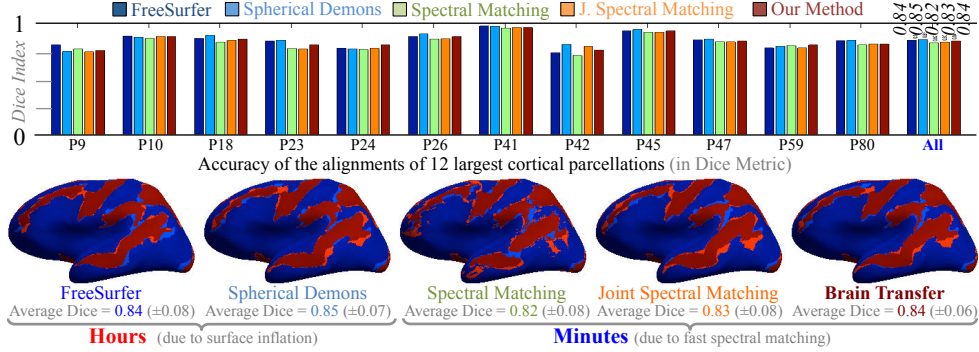 FreeSurfer Spherical Demons Spectral Matching J. Spectral Matching Our Method
1
Dice Index
0
0.84 0.85 0.82 0.83 0.84
P9 P10 P18 P23 P24 P26 P41 P42 P45 P47 P59 P80 All
Accuracy of the alignments of 12 largest cortical parcellations (in Dice Metric)
FreeSurfer Spherical Demons Spectral Matching Joint Spectral Matching Brain Transfer
Average Dice = 0.84 (±0.08) Average Dice = 0.85 (±0.07) Average Dice = 0.82 (±0.08) Average Dice = 0.83 (±0.08) Average Dice = 0.84 (±0.06)
Hours (due to surface inflation) Minutes (due to fast spectral matching)